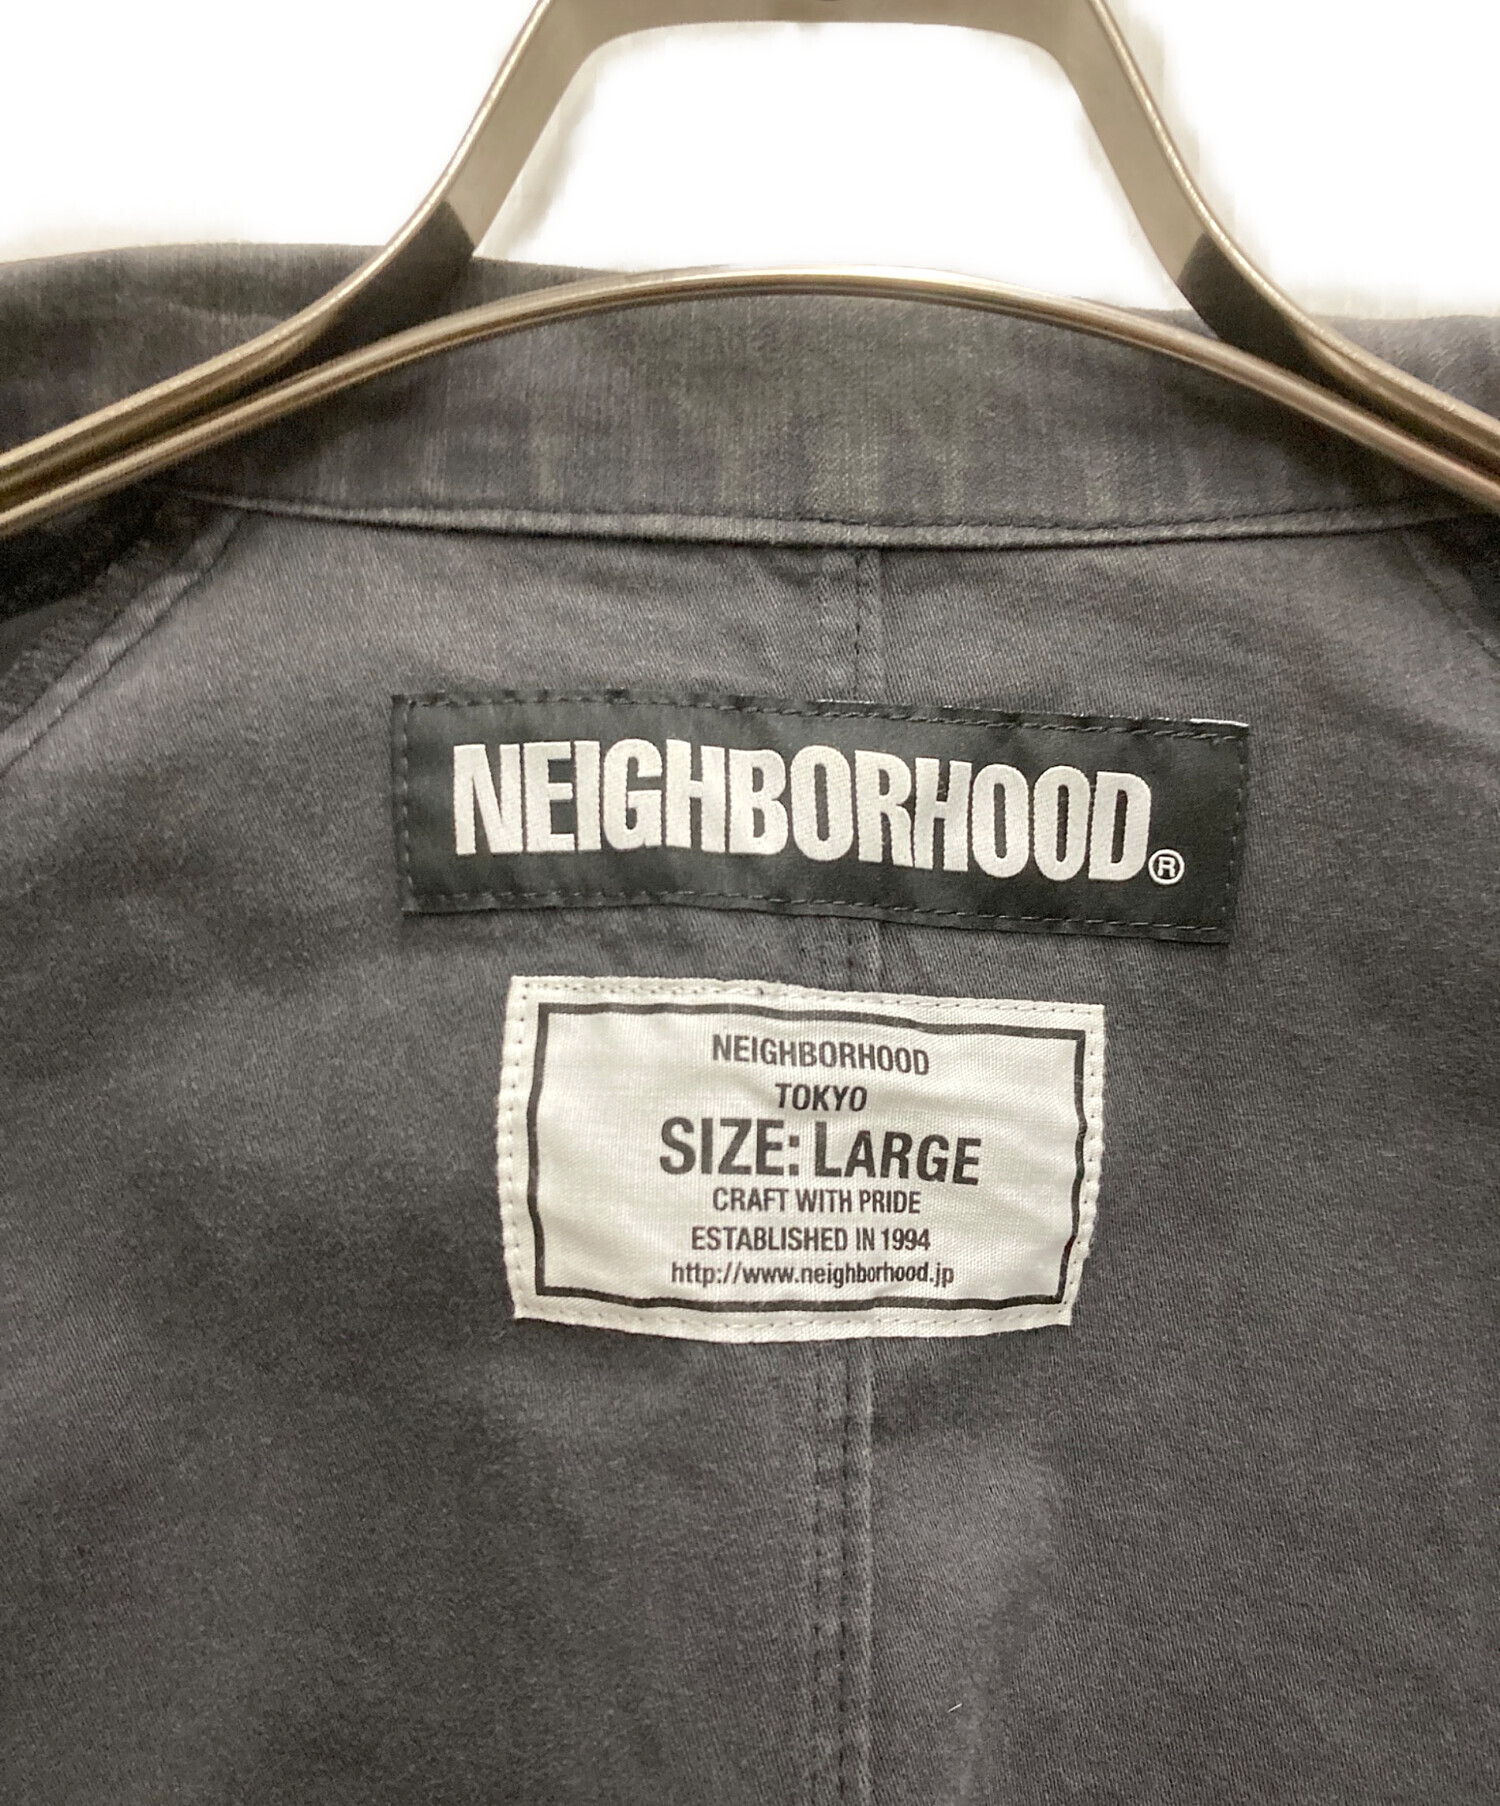 NEIGHBORHOOD®
NEIGHBORHOOD
TOKYO
SIZE: LARGE
CRAFT WITH PRIDE
ESTABLISHED IN 1994
http://www.neighborhood.jp